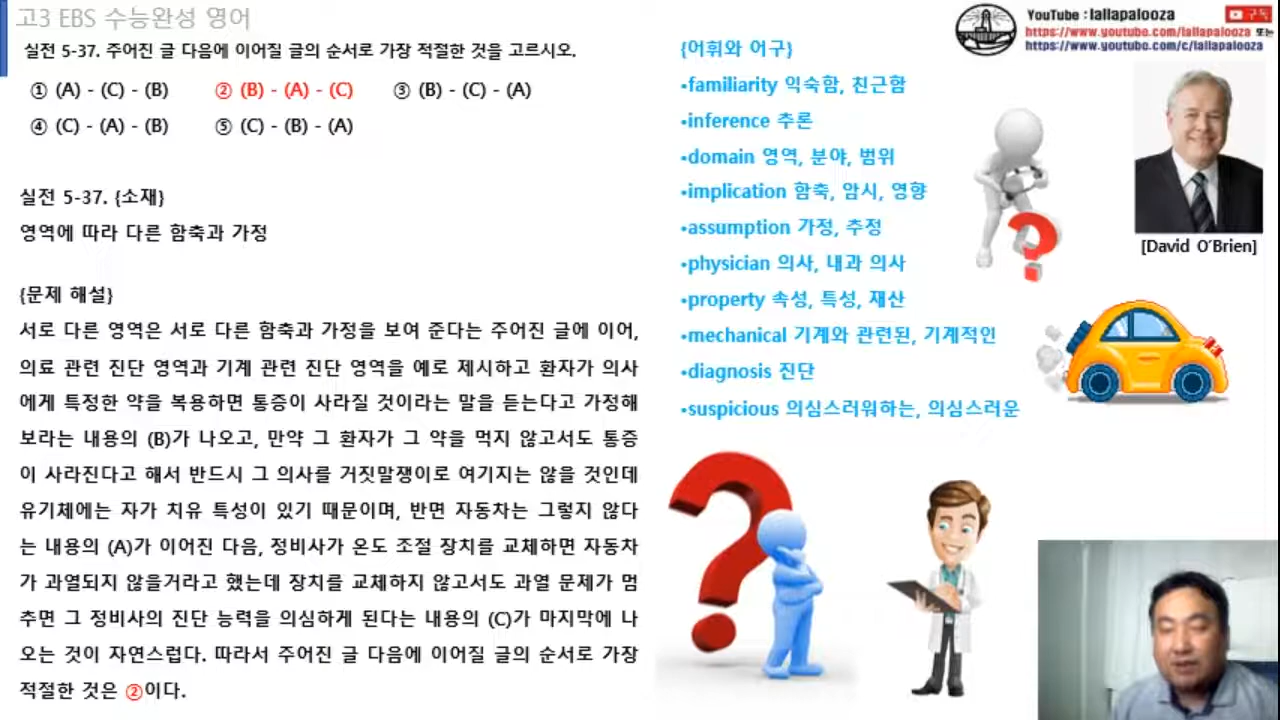 고3 EBS 수능완성 영어
실전 5-37. 주어진 글 다음에 이어질 글의 순서로 가장 적절한 것을 고르시오.
① (A) - (C) - (B) ② (B) - (A) - (C) ③ (B) - (C) - (A)
④ (C) - (A) - (B) ⑤ (C) - (B) - (A)
실전 5-37. {소재}
영역에 따라 다른 함축과 가정
{문제 해설}
서로 다른 영역은 서로 다른 함축과 가정을 보여 준다는 주어진 글에 이어,
의료 관련 진단 영역과 기계 관련 진단 영역을 예로 제시하고 환자가 의사
에게 특정한 약을 복용하면 통증이 사라질 것이라는 말을 듣는다고 가정해
보라는 내용의 (B)가 나오고, 만약 그 환자가 그 약을 먹지 않고서도 통증
이 사라진다고 해서 반드시 그 의사를 거짓말쟁이로 여기지는 않을 것인데
유기체에는 자가 치유 특성이 있기 때문이며, 반면 자동차는 그렇지 않다
는 내용의 (A)가 이어진 다음, 정비사가 온도 조절 장치를 교체하면 자동차
가 과열되지 않을거라고 했는데 장치를 교체하지 않고서도 과열 문제가 멈
추면 그 정비사의 진단 능력을 의심하게 된다는 내용의 (C)가 마지막에 나
오는 것이 자연스럽다. 따라서 주어진 글 다음에 이어질 글의 순서로 가장
적절한 것은 ②이다.
{어휘와 어구}
•familiarity 익숙함, 친근함
•inference 추론
•domain 영역, 분야, 범위
•implication 함축, 암시, 영향
•assumption 가정, 추정
•physician 의사, 내과 의사
•property 속성, 특성, 재산
•mechanical 기계와 관련된, 기계적인
•diagnosis 진단
•suspicious 의심스러워하는, 의심스러운
YouTube : lallapalooza 구독
https://www.youtube.com/lallapalooza 또는
https://www.youtube.com/c/lallapalooza
[David O'Brien]